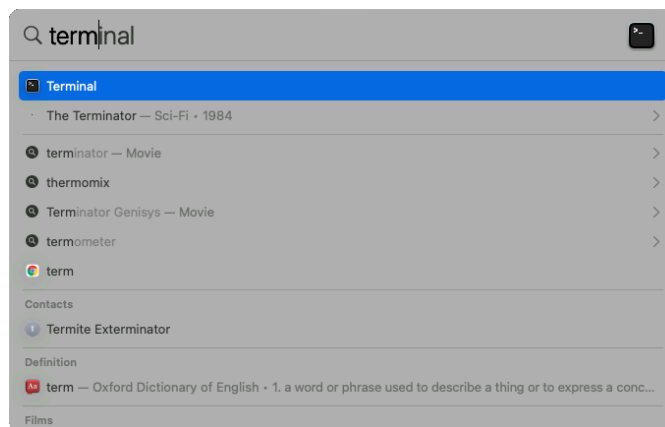 terminal
Terminal
The Terminator — Sci-Fi • 1984
terminator — Movie
thermomix
Terminator Genisys — Movie
termometer
term
Contacts
Termite Exterminator
Definition
term — Oxford Dictionary of English • 1. a word or phrase used to describe a thing or to express a conc...
Films